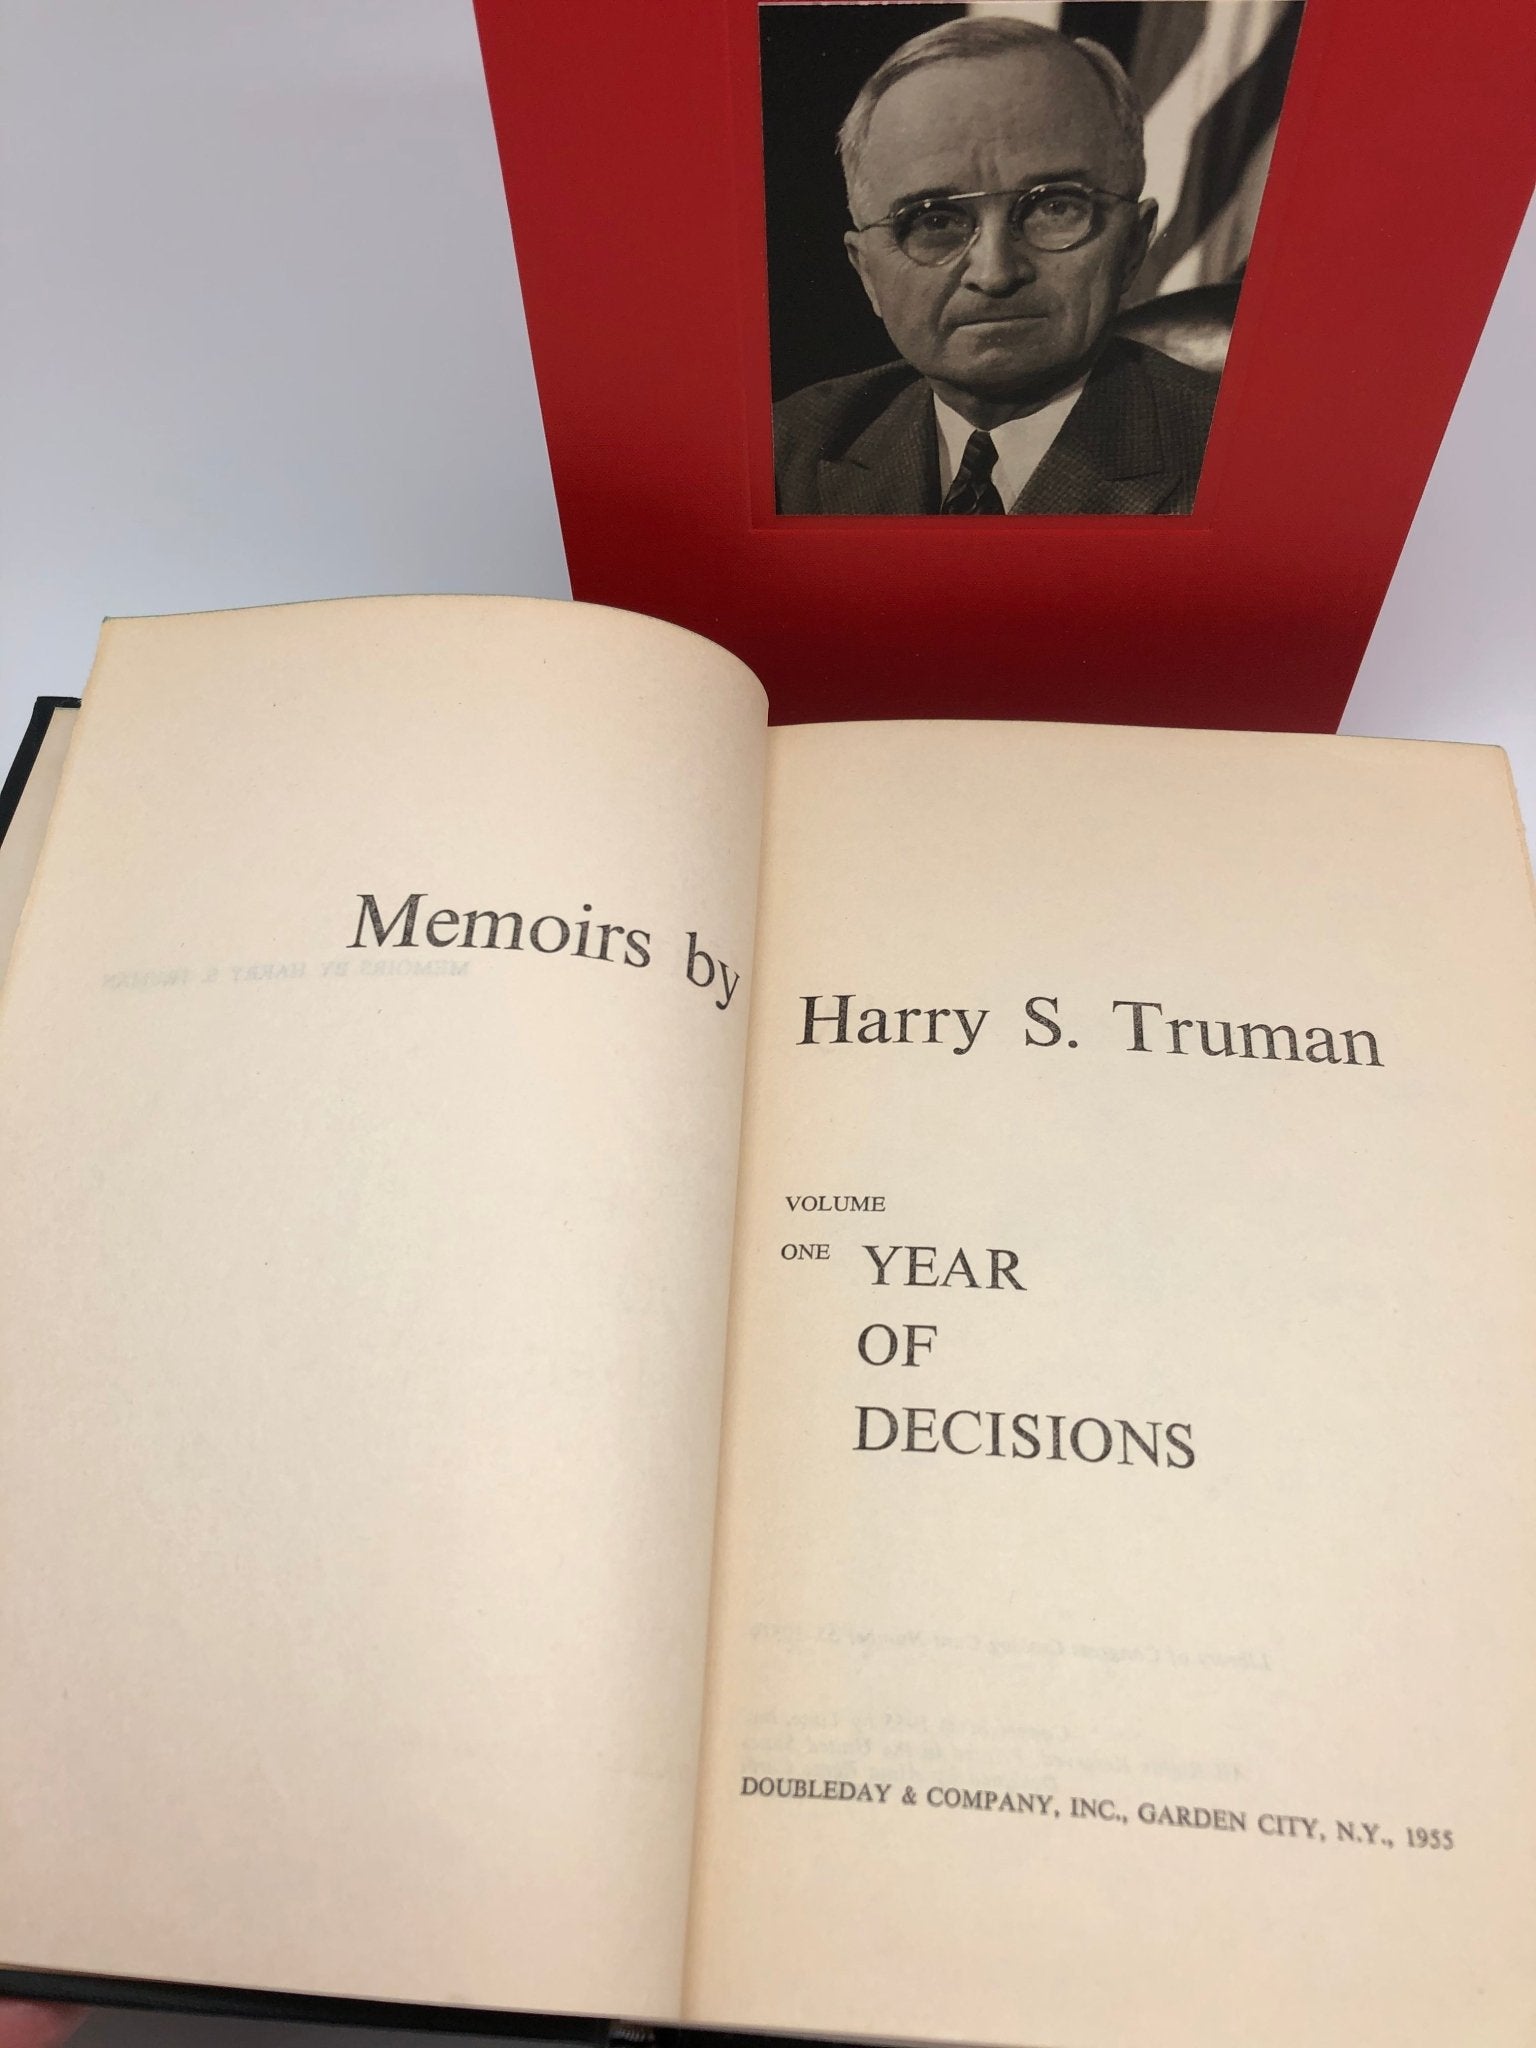 Memoirs by Harry S. Truman
VOLUME
ONE YEAR
OF
DECISIONS
DOUBLEDAY & COMPANY, INC., GARDEN CITY, N.Y., 1955